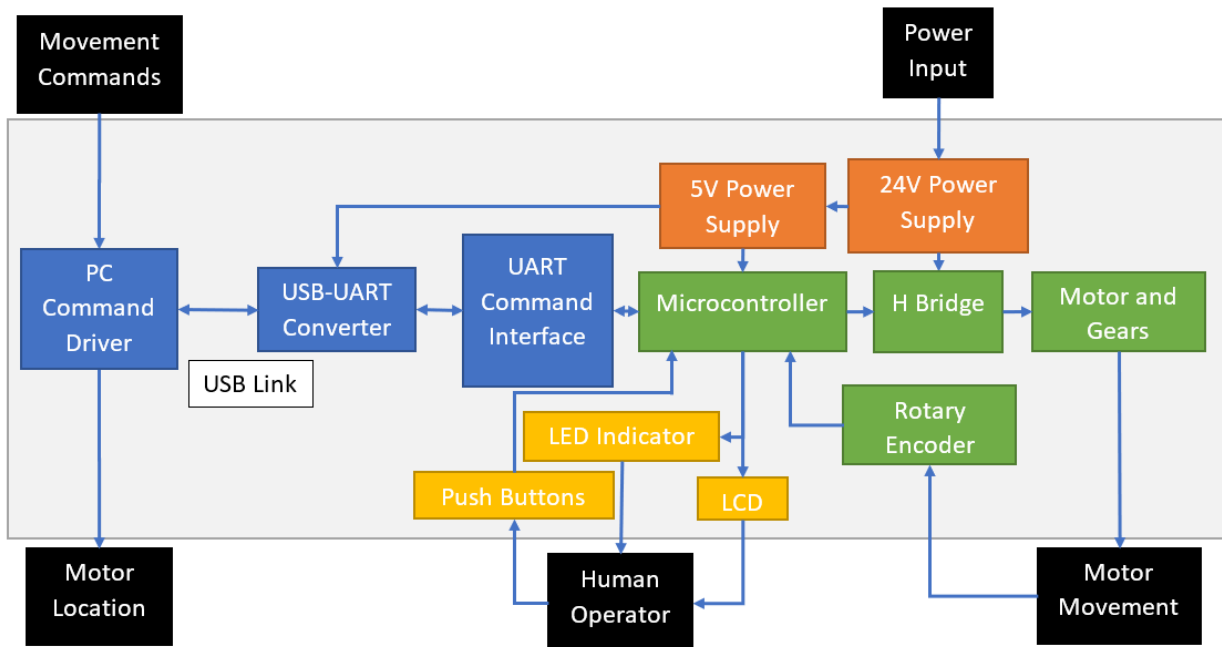 Movement
Commands
Power
Input
5V Power
Supply
24V Power
Supply
PC
Command
Driver
USB-UART
Converter
UART
Command
Interface
Microcontroller
H Bridge
Motor and
Gears
USB Link
LED Indicator
Rotary
Encoder
Push Buttons
LCD
Motor
Location
Human
Operator
Motor
Movement